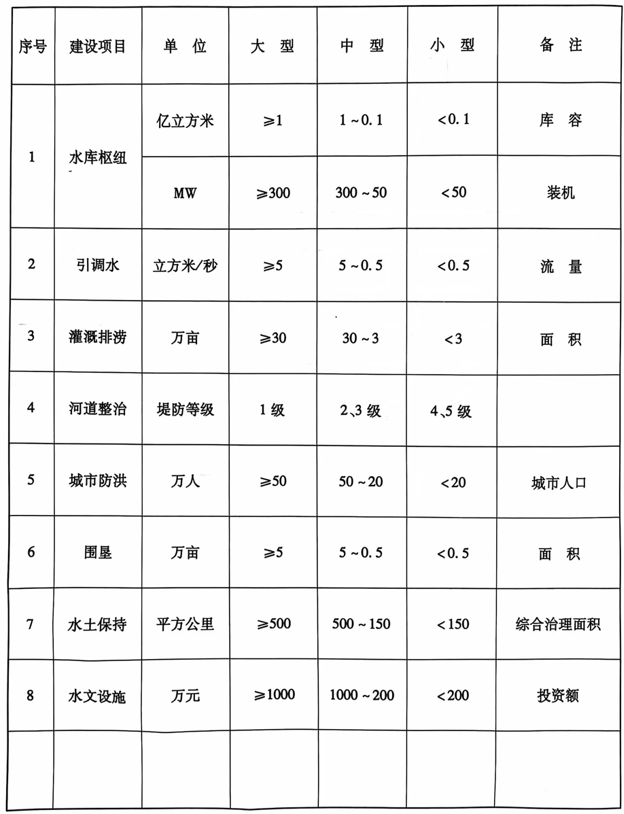 序号 建设项目 单 位 大 型 中 型 小 型 备 注
1 水库枢纽 亿立方米 ≥1 1~0.1 <0.1 库 容
MW ≥300 300~50 <50 装机
2 引调水 立方米/秒 ≥5 5~0.5 <0.5 流 量
3 灌溉排涝 万亩 ≥30 30~3 <3 面 积
4 河道整治 堤防等级 1级 2、3级 4、5级
5 城市防洪 万人 ≥50 50~20 <20 城市人口
6 围垦 万亩 ≥5 5~0.5 <0.5 面 积
7 水土保持 平方公里 ≥500 500~150 <150 综合治理面积
8 水文设施 万元 ≥1000 1000~200 <200 投资额